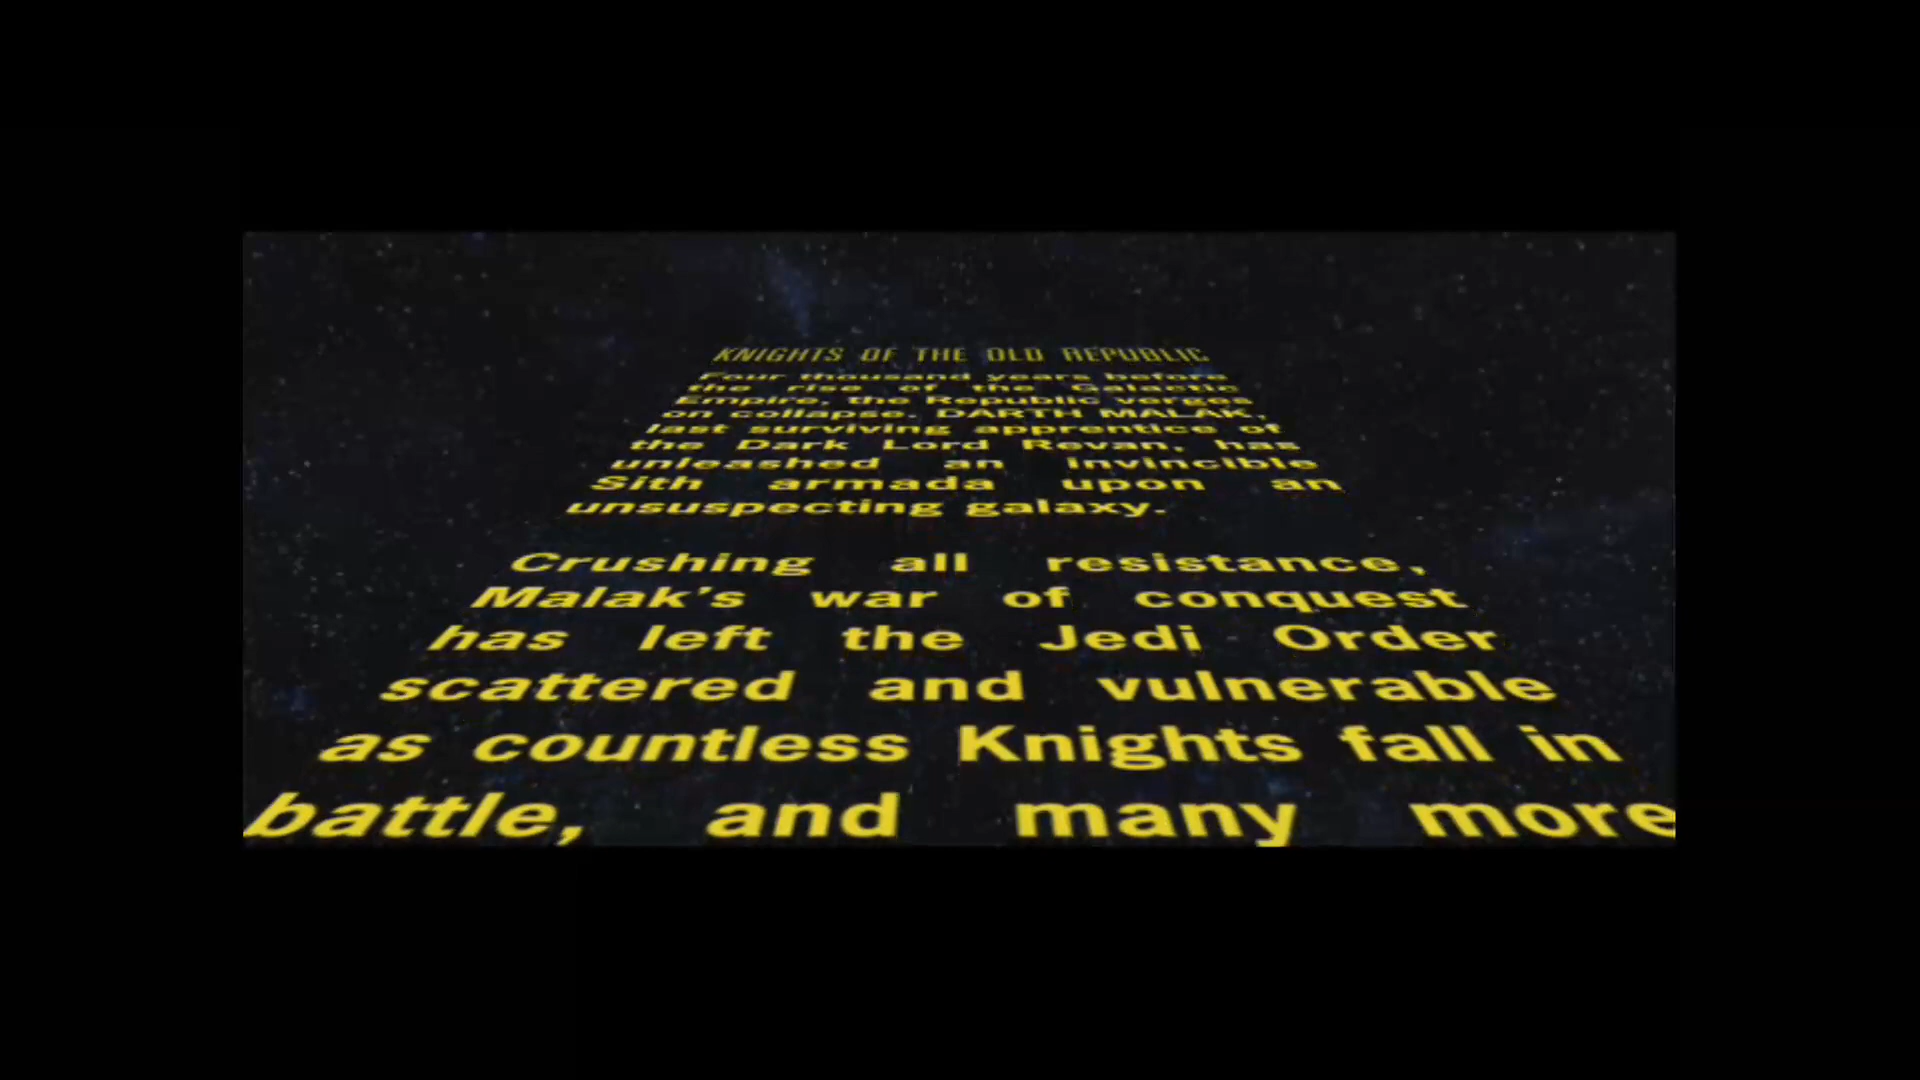 KNIGHTS OF THE OLD REPUBLIC
Four thousand years before
the rise of the Galactic
Empire, the Republic verges
on collapse. DARTH MALAK,
last surviving apprentice of
the Dark Lord Revan, has
unleashed an invincible
Sith armada upon an
unsuspecting galaxy.
Crushing all resistance,
Malak's war of conquest
has left the Jedi Order
scattered and vulnerable
as countless Knights fall in
battle, and many more